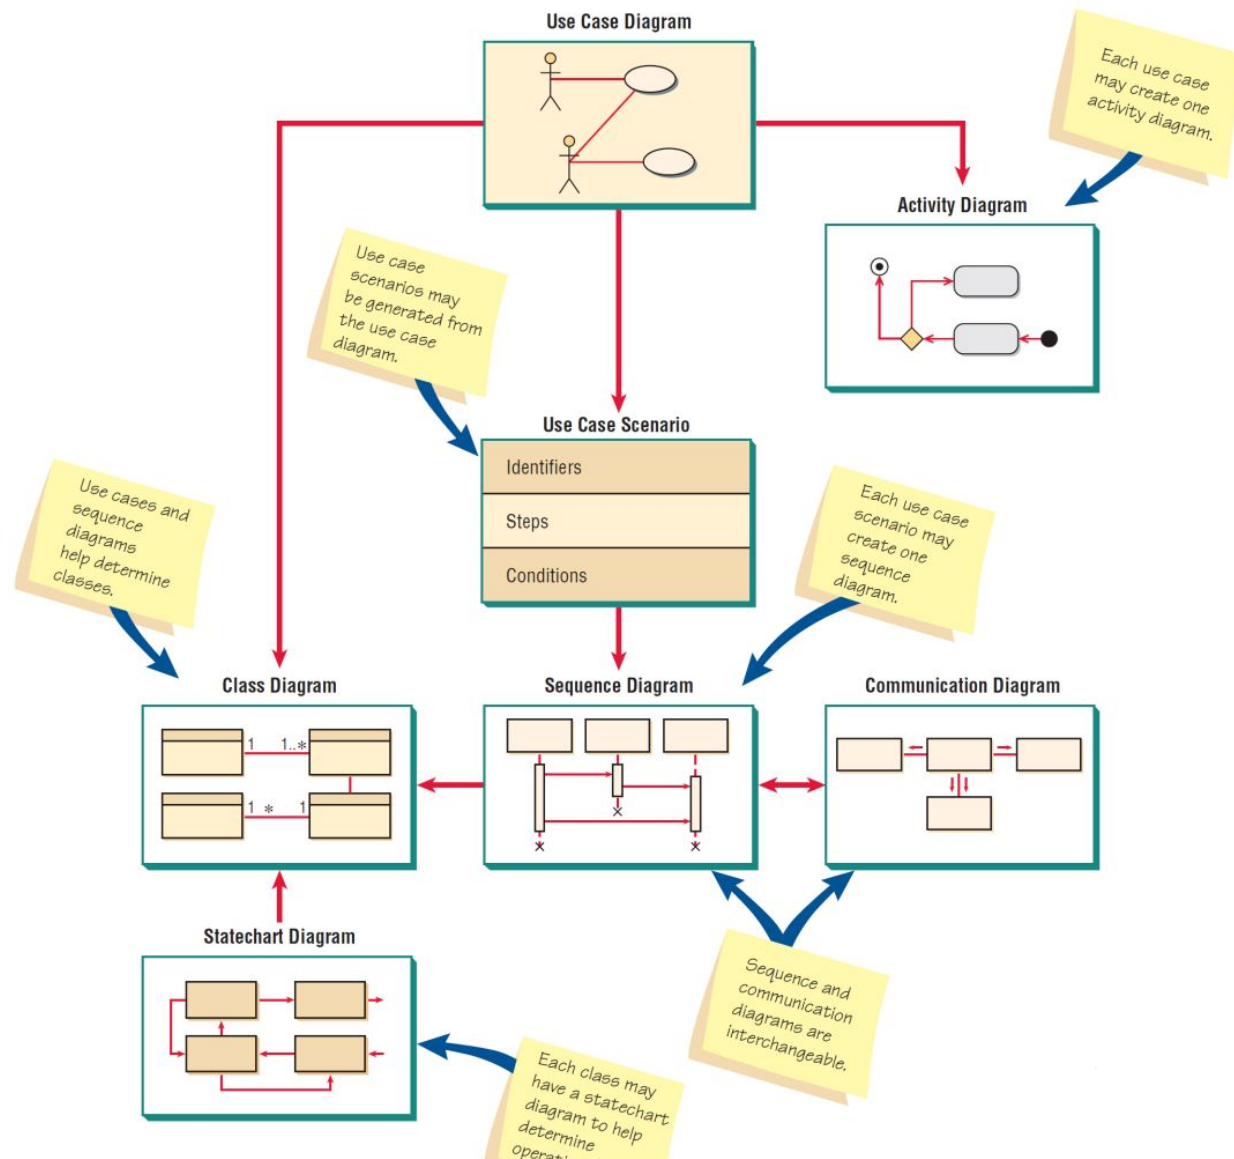 Use Case Diagram
Each use case
may create one
activity diagram.
Activity Diagram
Use case
scenarios may
be generated from
the use case
diagram.
Use Case Scenario
Identifiers
Steps
Conditions
Use cases and
sequence
diagrams
help determine
classes.
Each use case
scenario may
create one
sequence
diagram.
Class Diagram
1 1..*
1 * 1
Sequence Diagram
Communication Diagram
Statechart Diagram
Sequence and
communication
diagrams are
interchangeable.
Each class may
have a statechart
diagram to help
determine